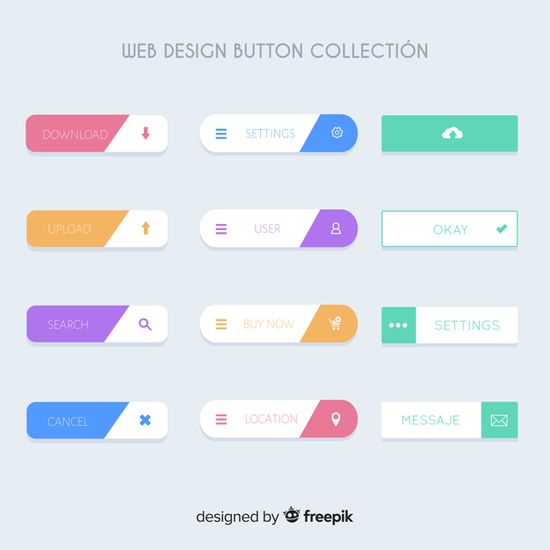 WEB DESIGN BUTTON COLLECTIÓN
DOWNLOAD
SETTINGS
UPLOAD
USER
OKAY
SEARCH
BUY NOW
SETTINGS
CANCEL
LOCATION
MESSAJE
designed by freepik